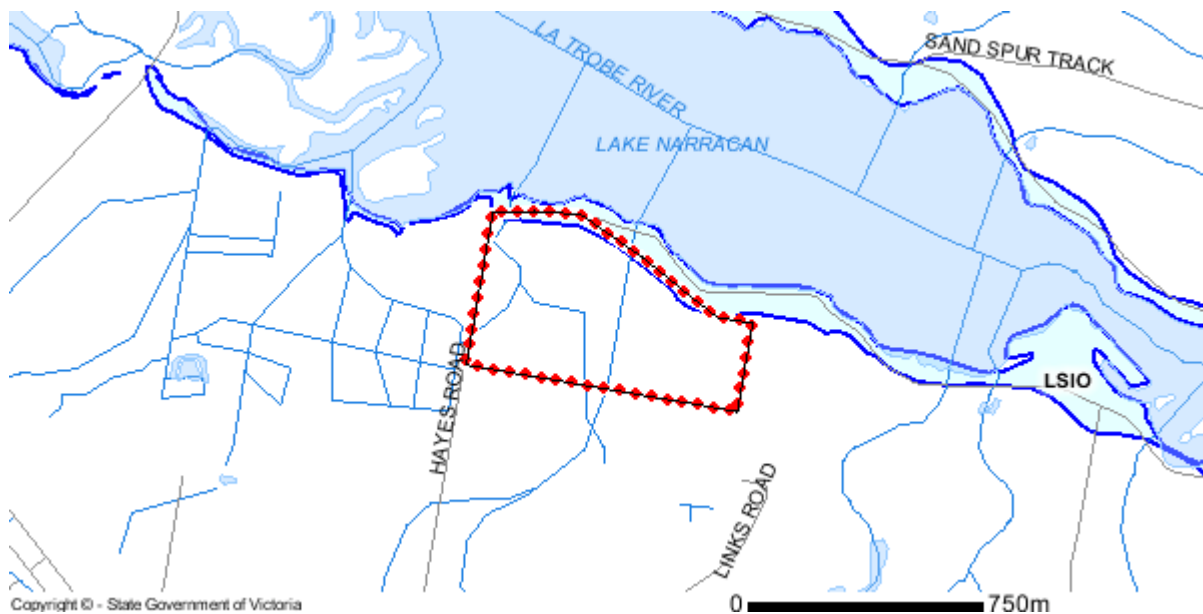 SAND SPUR TRACK
LA TROBE RIVER
LAKE NARRACAN
LSIO
HAYES ROAD
LINKS ROAD
Copyright © - State Government of Victoria
0 750m